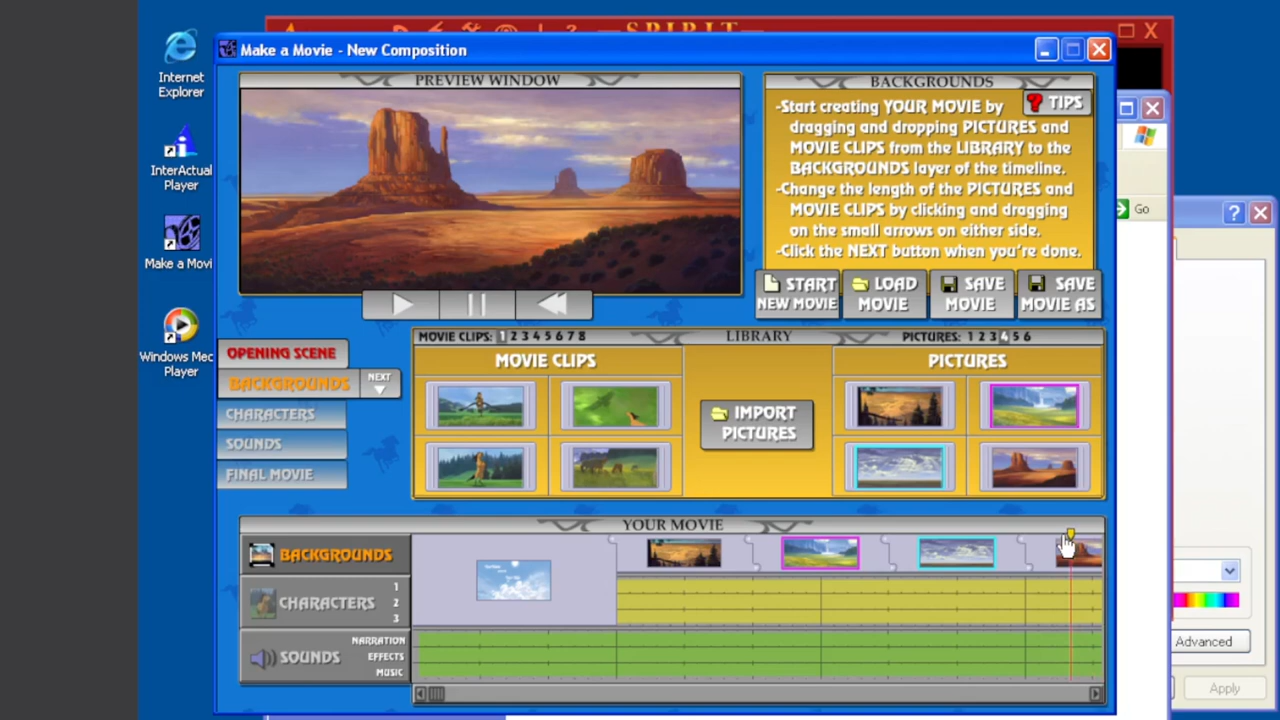 SPIRIT
Make a Movie - New Composition
Internet
Explorer
InterActual
Player
Make a Movi
Windows Mec
Player
PREVIEW WINDOW
BACKGROUNDS
? TIPS
-Start creating YOUR MOVIE by
dragging and dropping PICTURES and
MOVIE CLIPS from the LIBRARY to the
BACKGROUNDS layer of the timeline.
-Change the length of the PICTURES and
MOVIE CLIPS by clicking and dragging
on the small arrows on either side.
-Click the NEXT button when you're done.
START
NEW MOVIE
LOAD
MOVIE
SAVE
MOVIE
SAVE
MOVIE AS
Go
OPENING SCENE
BACKGROUNDS
NEXT
CHARACTERS
SOUNDS
FINAL MOVIE
MOVIE CLIPS: 1 2 3 4 5 6 7 8
LIBRARY
PICTURES: 1 2 3 4 5 6
MOVIE CLIPS
PICTURES
IMPORT
PICTURES
YOUR MOVIE
BACKGROUNDS
CHARACTERS
1
2
3
SOUNDS
NARRATION
EFFECTS
MUSIC
Advanced
Apply